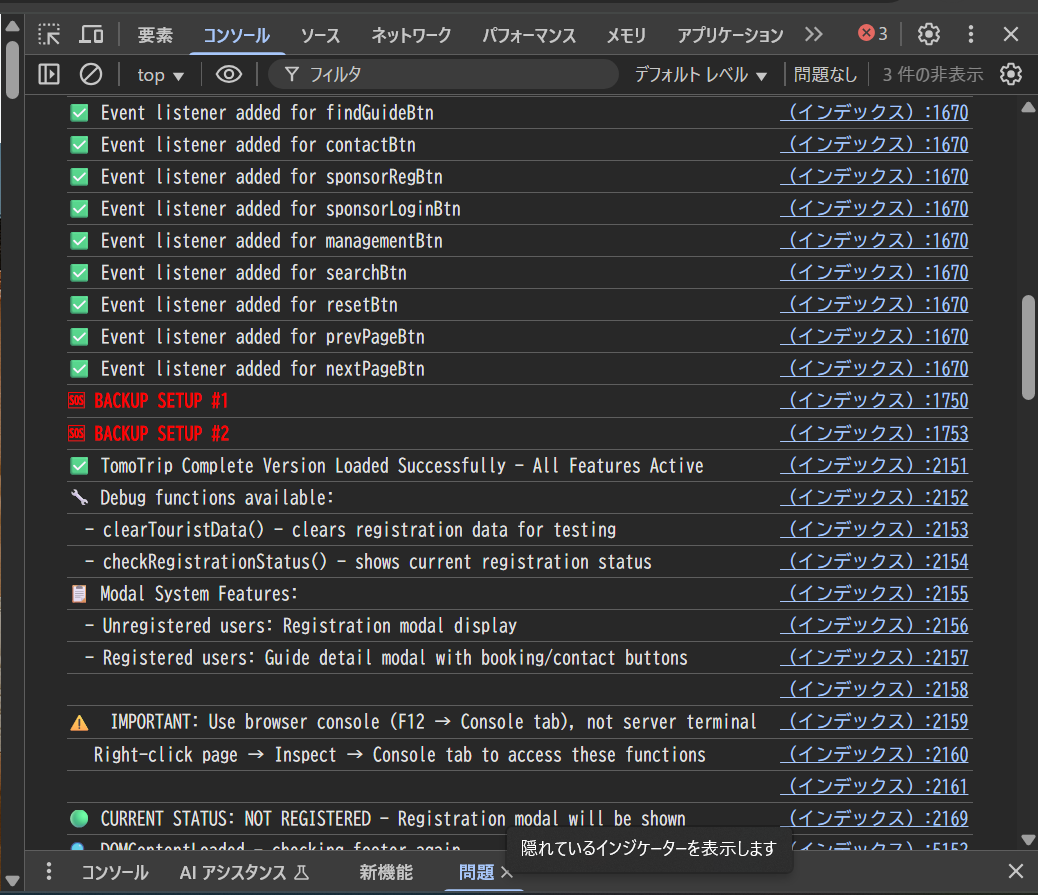 要素 コンソール ソース ネットワーク パフォーマンス メモリ アプリケーション 3
top ▼ フィルタ デフォルト レベル ▼ 問題なし 3 件の非表示
✅ Event listener added for findGuideBtn (インデックス) :1670
✅ Event listener added for contactBtn (インデックス) :1670
✅ Event listener added for sponsorRegBtn (インデックス) :1670
✅ Event listener added for sponsorLoginBtn (インデックス) :1670
✅ Event listener added for managementBtn (インデックス) :1670
✅ Event listener added for searchBtn (インデックス) :1670
✅ Event listener added for resetBtn (インデックス) :1670
✅ Event listener added for prevPageBtn (インデックス) :1670
✅ Event listener added for nextPageBtn (インデックス) :1670
🆘 BACKUP SETUP #1 (インデックス) :1750
🆘 BACKUP SETUP #2 (インデックス) :1753
✅ TomoTrip Complete Version Loaded Successfully - All Features Active (インデックス) :2151
🔧 Debug functions available: (インデックス) :2152
- clearTouristData() - clears registration data for testing (インデックス) :2153
- checkRegistrationStatus() - shows current registration status (インデックス) :2154
📋 Modal System Features: (インデックス) :2155
- Unregistered users: Registration modal display (インデックス) :2156
- Registered users: Guide detail modal with booking/contact buttons (インデックス) :2157
(インデックス) :2158
⚠️ IMPORTANT: Use browser console (F12 → Console tab), not server terminal (インデックス) :2159
Right-click page → Inspect → Console tab to access these functions (インデックス) :2160
(インデックス) :2161
🟢 CURRENT STATUS: NOT REGISTERED - Registration modal will be shown (インデックス) :2169
DOMContentLoaded - checking footer again (インデックス) :5152
隠れているインジケーターを表示します
コンソール AI アシスタンス 新機能 問題